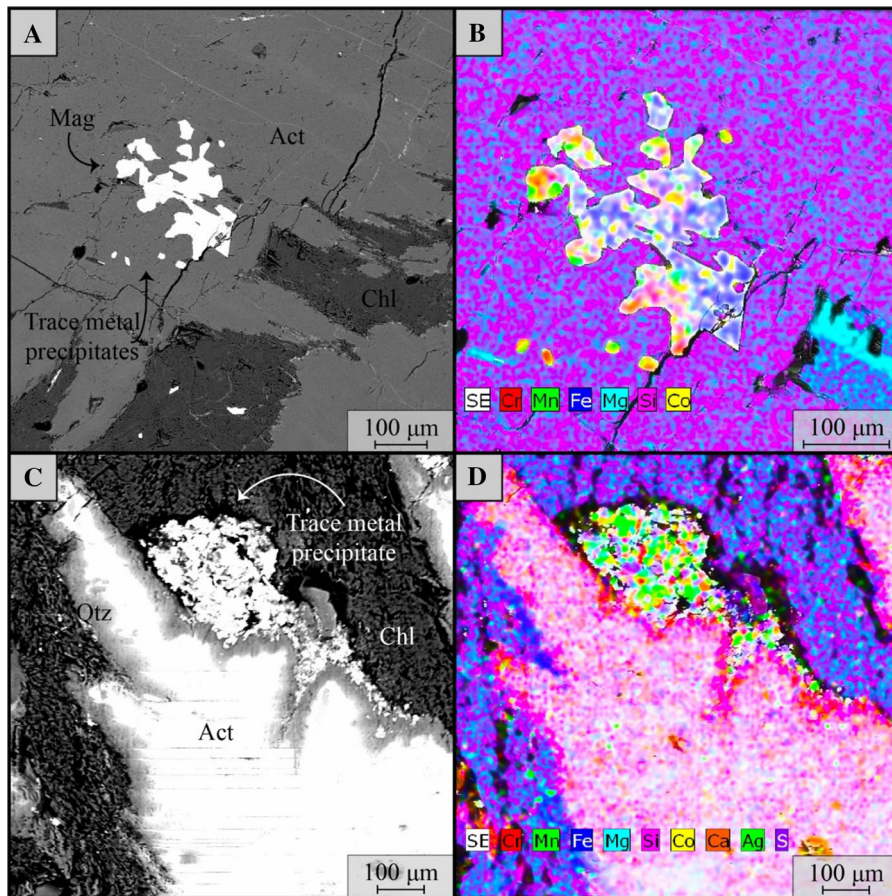 A
Mag
Act
Chl
Trace metal
precipitates
100 µm
B
SE Cr Mn Fe Mg Si Co
100 µm
C
Trace metal
precipitate
Qtz
Chl
Act
100 µm
D
SE Cr Mn Fe Mg Si Co Ca Ag S
100 µm